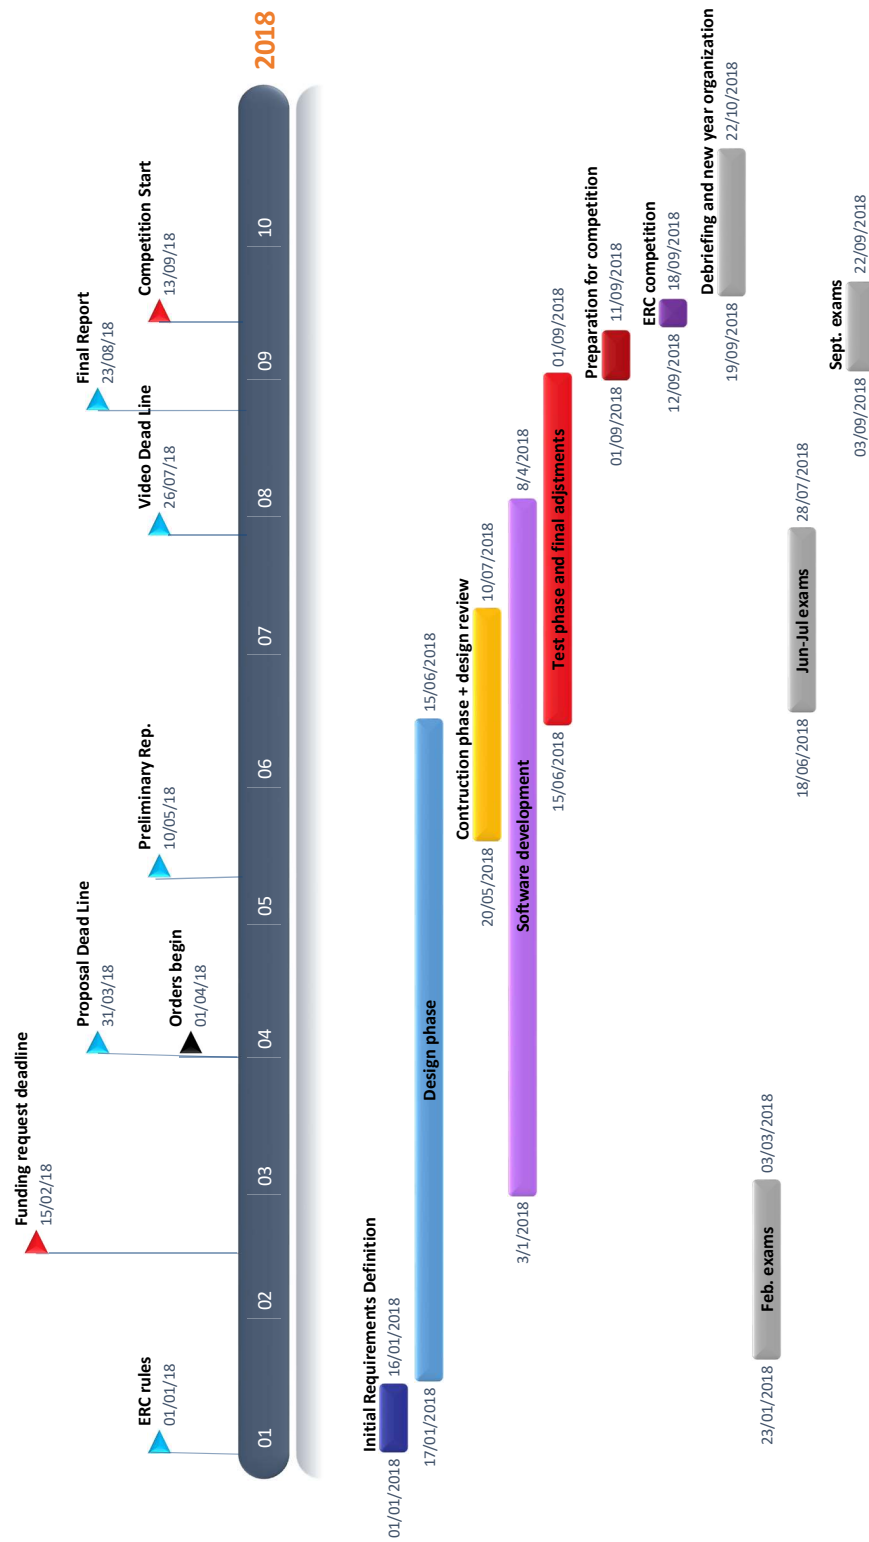 Funding request deadline
15/02/18
Proposal Dead Line
31/03/18
Final Report
23/08/18
ERC rules
01/01/18
Preliminary Rep.
10/05/18
Video Dead Line
26/07/18
Competition Start
13/09/18
Orders begin
01/04/18
01
02
03
04
05
06
07
08
09
10
2018
Initial Requirements Definition
01/01/2018
16/01/2018
17/01/2018
Design phase
15/06/2018
Contruction phase + design review
20/05/2018
10/07/2018
3/1/2018
Software development
8/4/2018
15/06/2018
Test phase and final adjstments
01/09/2018
Preparation for competition
01/09/2018
11/09/2018
ERC competition
12/09/2018
18/09/2018
Debriefing and new year organization
19/09/2018
22/10/2018
23/01/2018
Feb. exams
03/03/2018
18/06/2018
Jun-Jul exams
28/07/2018
Sept. exams
03/09/2018
22/09/2018